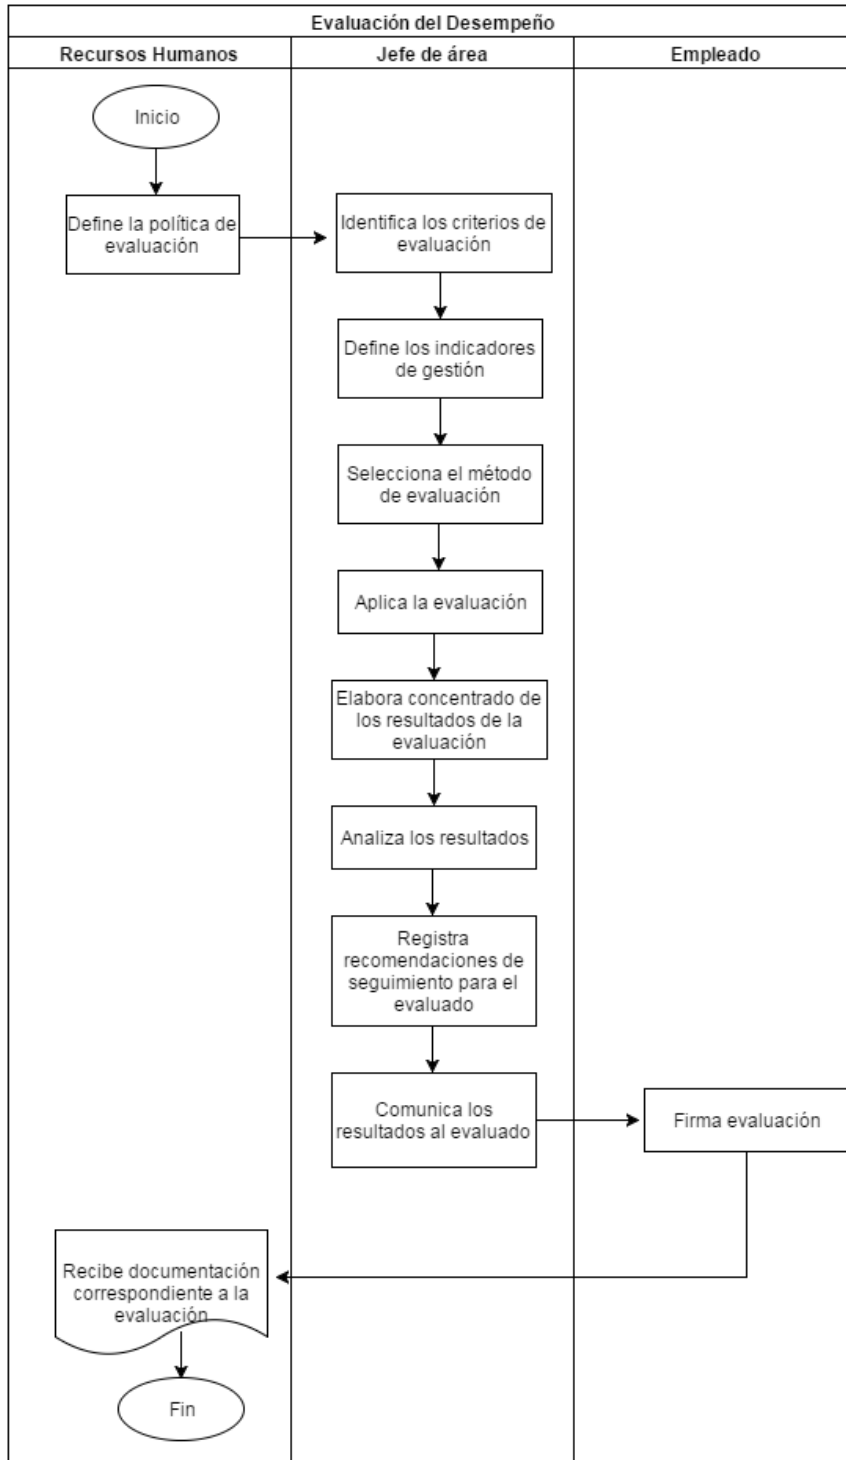 Evaluación del Desempeño
Recursos Humanos
Jefe de área
Empleado
Inicio
Define la política de
evaluación
Identifica los criterios de
evaluación
Define los indicadores
de gestión
Selecciona el método
de evaluación
Aplica la evaluación
Elabora concentrado de
los resultados de la
evaluación
Analiza los resultados
Registra
recomendaciones de
seguimiento para el
evaluado
Comunica los
resultados al evaluado
Firma evaluación
Recibe documentación
correspondiente a la
evaluación
Fin